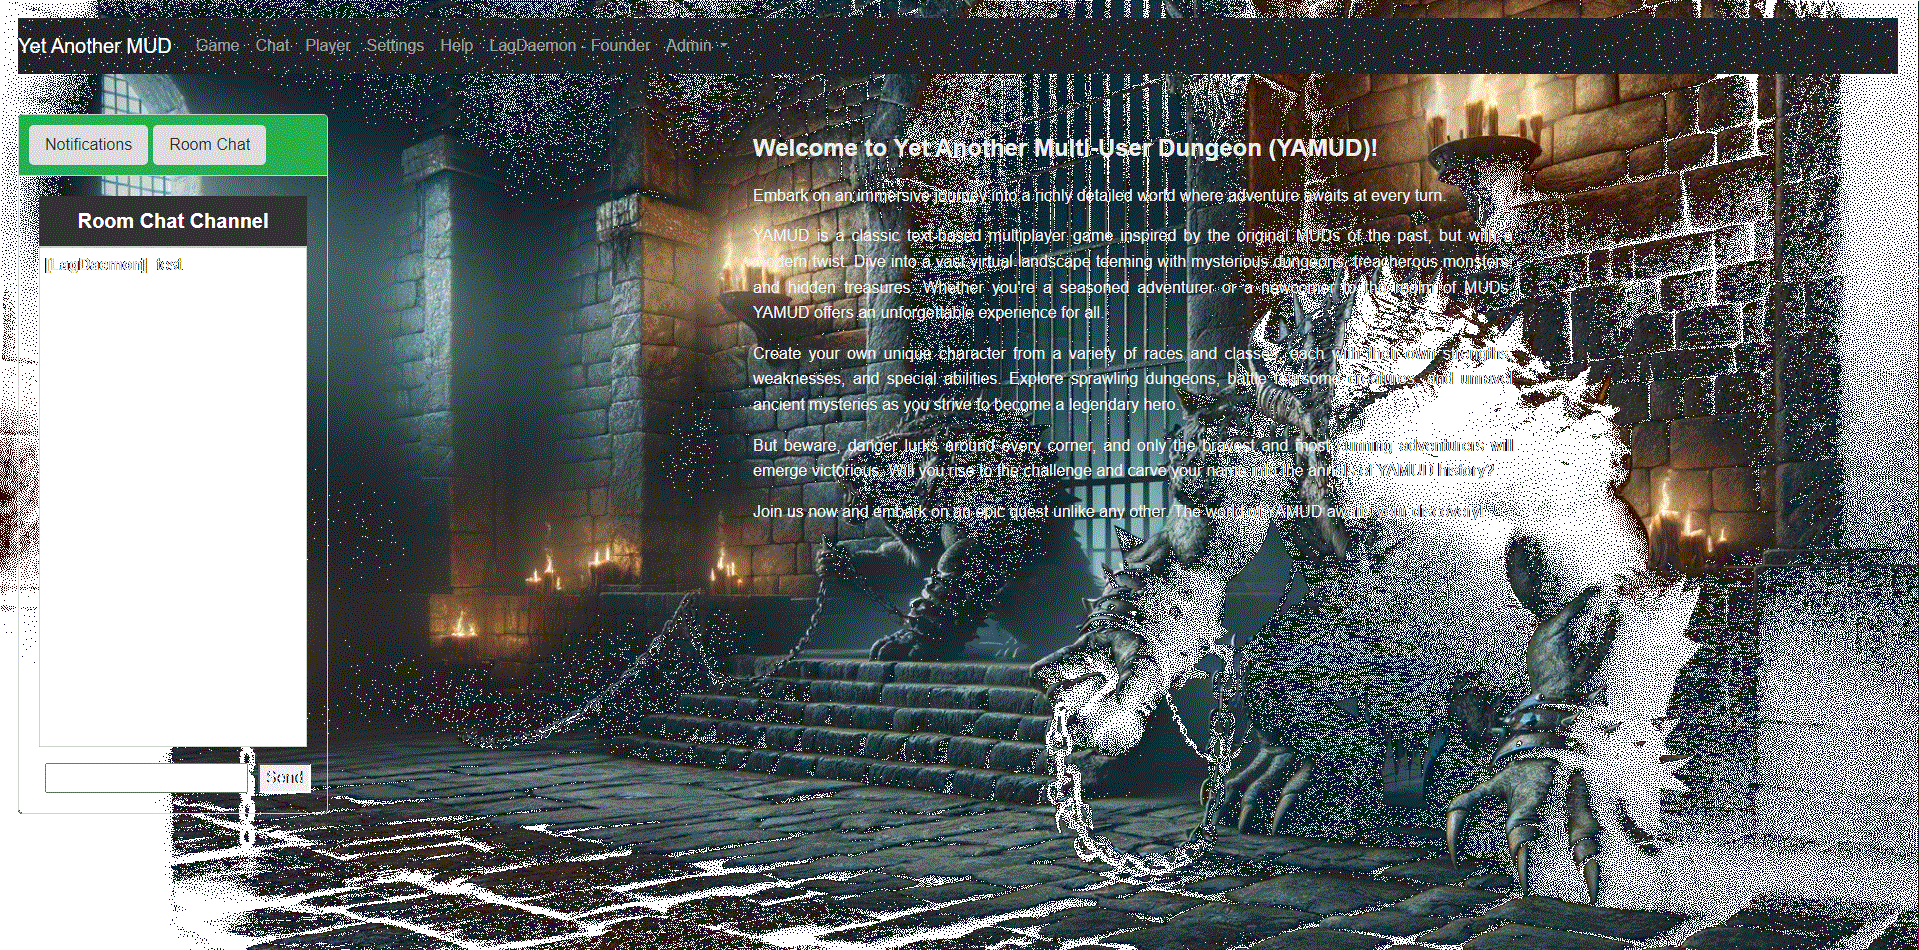 Yet Another MUD Game Chat Player Settings Help LagDaemon - Founder Admin
Notifications Room Chat
Room Chat Channel
[LagDaemon] test
Send
Welcome to Yet Another Multi-User Dungeon (YAMUD)!
Embark on an immersive journey into a richly detailed world where adventure awaits at every turn.
YAMUD is a classic text-based multiplayer game inspired by the original MUDs of the past, but with a
modern twist. Dive into a vast virtual landscape teeming with mysterious dungeons, treacherous monsters,
and hidden treasures. Whether you're a seasoned adventurer or a newcomer to the realm of MUDs,
YAMUD offers an unforgettable experience for all.
Create your own unique character from a variety of races and classes, each with their own strengths,
weaknesses, and special abilities. Explore sprawling dungeons, battle fearsome creatures, and unravel
ancient mysteries as you strive to become a legendary hero.
But beware, danger lurks around every corner, and only the bravest and most cunning adventurers will
emerge victorious. Will you rise to the challenge and carve your name into the annals of YAMUD history?
Join us now and embark on an epic quest unlike any other. The world of YAMUD awaits your discovery!